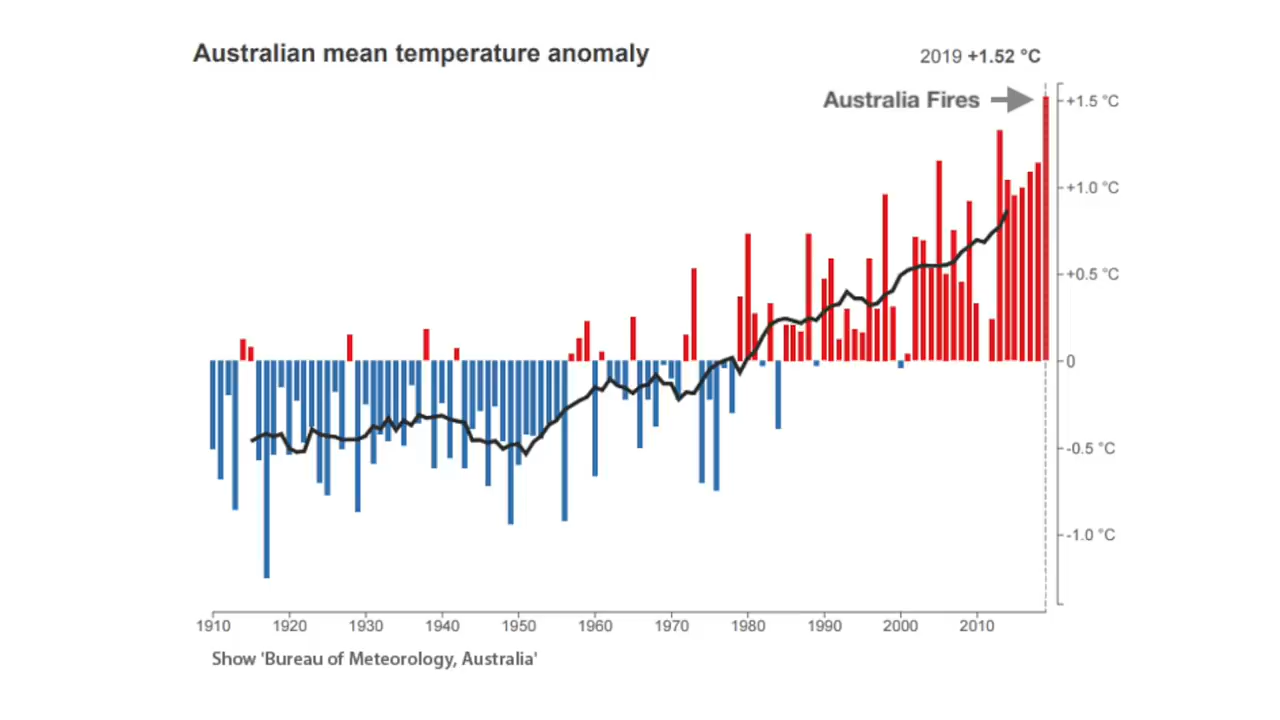 Australian mean temperature anomaly
2019 +1.52 °C
Australia Fires
+1.5 °C
+1.0 °C
+0.5 °C
0
-0.5 °C
-1.0 °C
1910 1920 1930 1940 1950 1960 1970 1980 1990 2000 2010
Show 'Bureau of Meteorology, Australia'